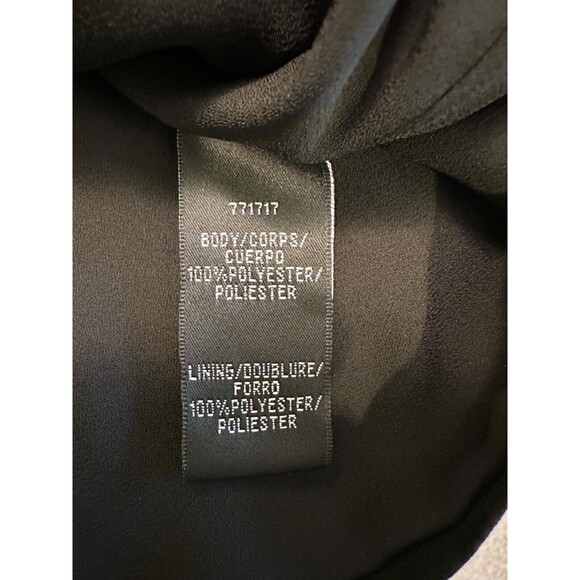 771717
BODY/CORPS/
CUERPO
100%POLYESTER/
POLIESTER
LINING/DOUBLURE/
FORRO
100%POLYESTER/
POLIESTER